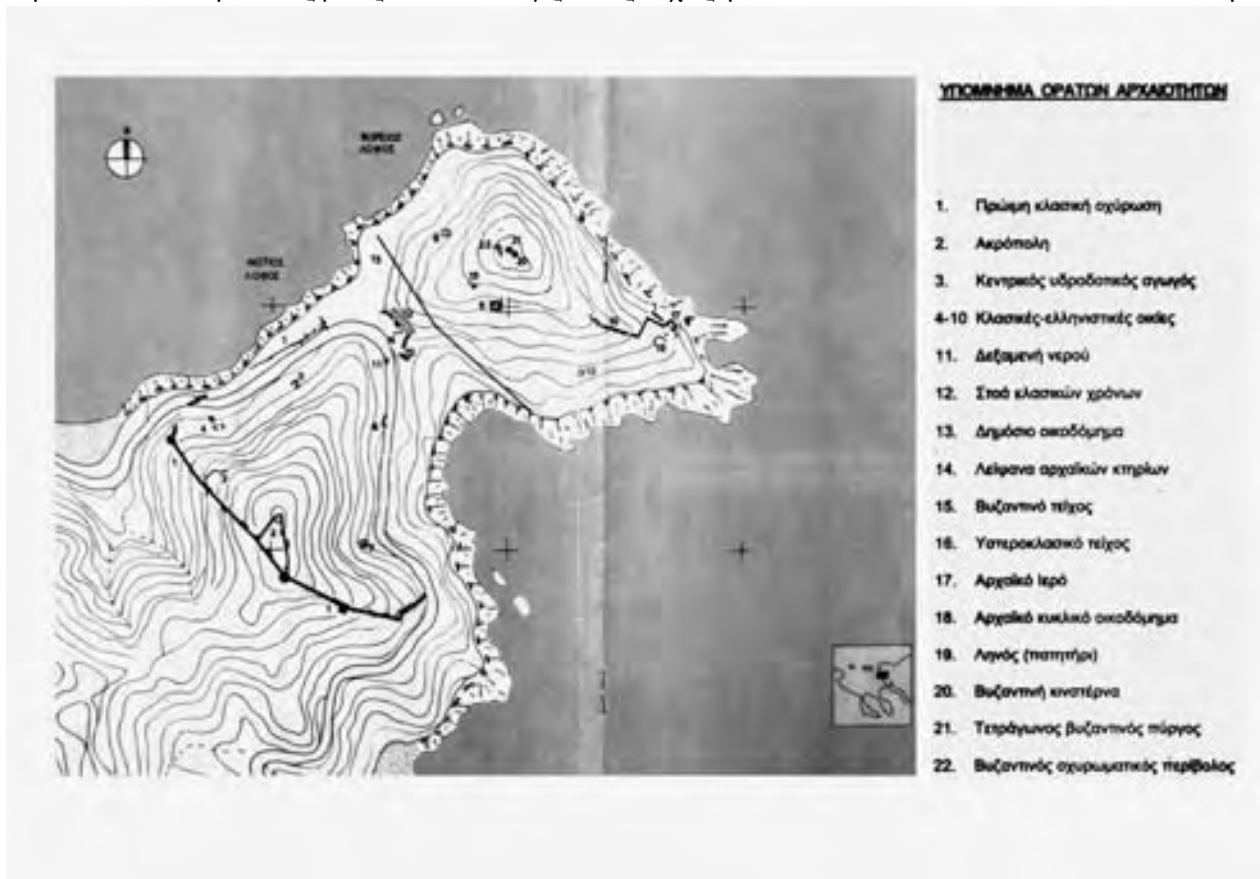 ΒΟΡΕΙΟΣ
ΛΟΦΟΣ
ΝΟΤΙΟΣ
ΛΟΦΟΣ
ΥΠΟΜΝΗΜΑ ΟΡΑΤΩΝ ΑΡΧΑΙΟΤΗΤΩΝ
1. Πρώιμη κλασική οχύρωση
2. Ακρόπολη
3. Κεντρικός υδροδοτικός αγωγός
4-10 Κλασικές-ελληνιστικές οικίες
11. Δεξαμενή νερού
12. Στοά κλασικών χρόνων
13. Δημόσιο οικοδόμημα
14. Λείψανα αρχαϊκών κτηρίων
15. Βυζαντινό τείχος
16. Υστεροκλασικό τείχος
17. Αρχαϊκό Ιερό
18. Αρχαϊκό κυκλικό οικοδόμημα
19. Ληνός (πατητήρι)
20. Βυζαντινή κινστέρνα
21. Τετράγωνος βυζαντινός πύργος
22. Βυζαντινός οχυρωματικός περίβολος